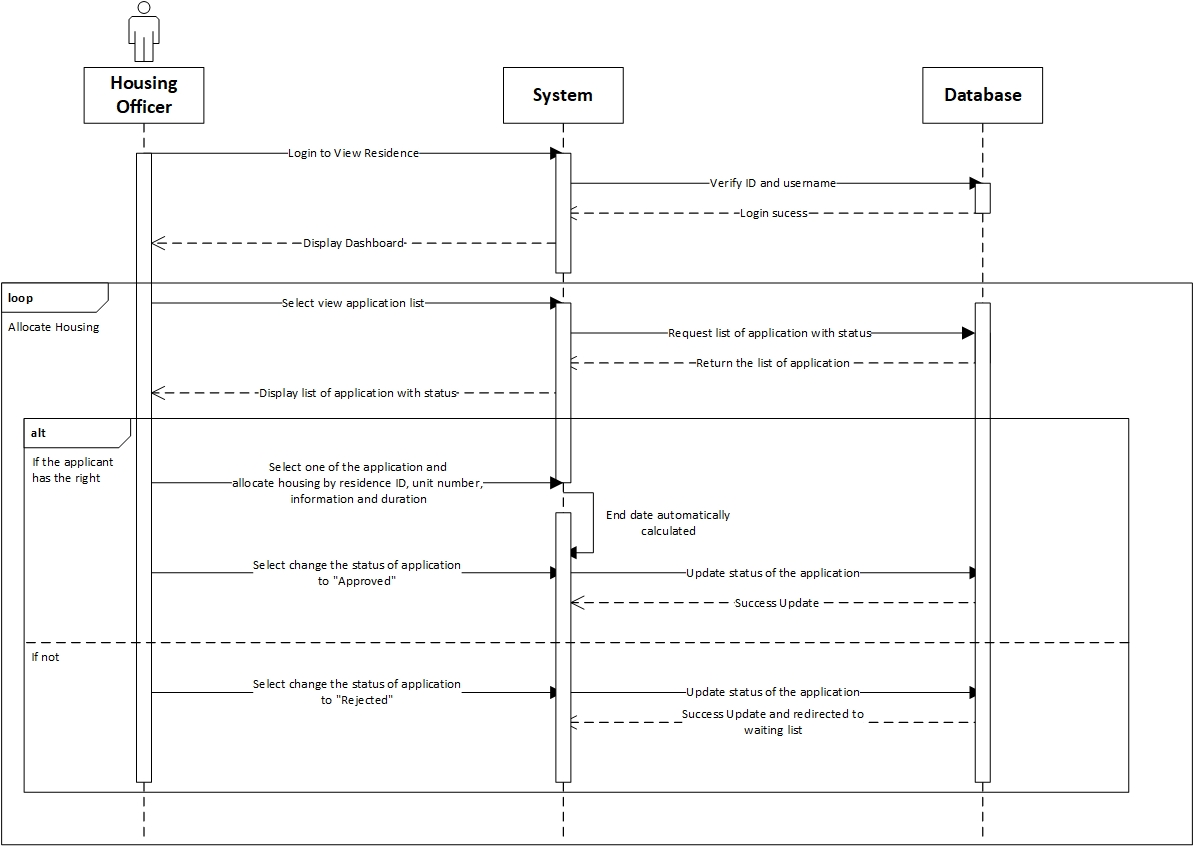 Housing
Officer
System
Database
Login to View Residence
Verify ID and username
Login sucess
Display Dashboard
loop
Allocate Housing
Select view application list
Request list of application with status
Return the list of application
Display list of application with status
alt
If the applicant
has the right
Select one of the application and
allocate housing by residence ID, unit number,
information and duration
End date automatically
calculated
Select change the status of application
to "Approved"
Update status of the application
Success Update
If not
Select change the status of application
to "Rejected"
Update status of the application
Success Update and redirected to
waiting list